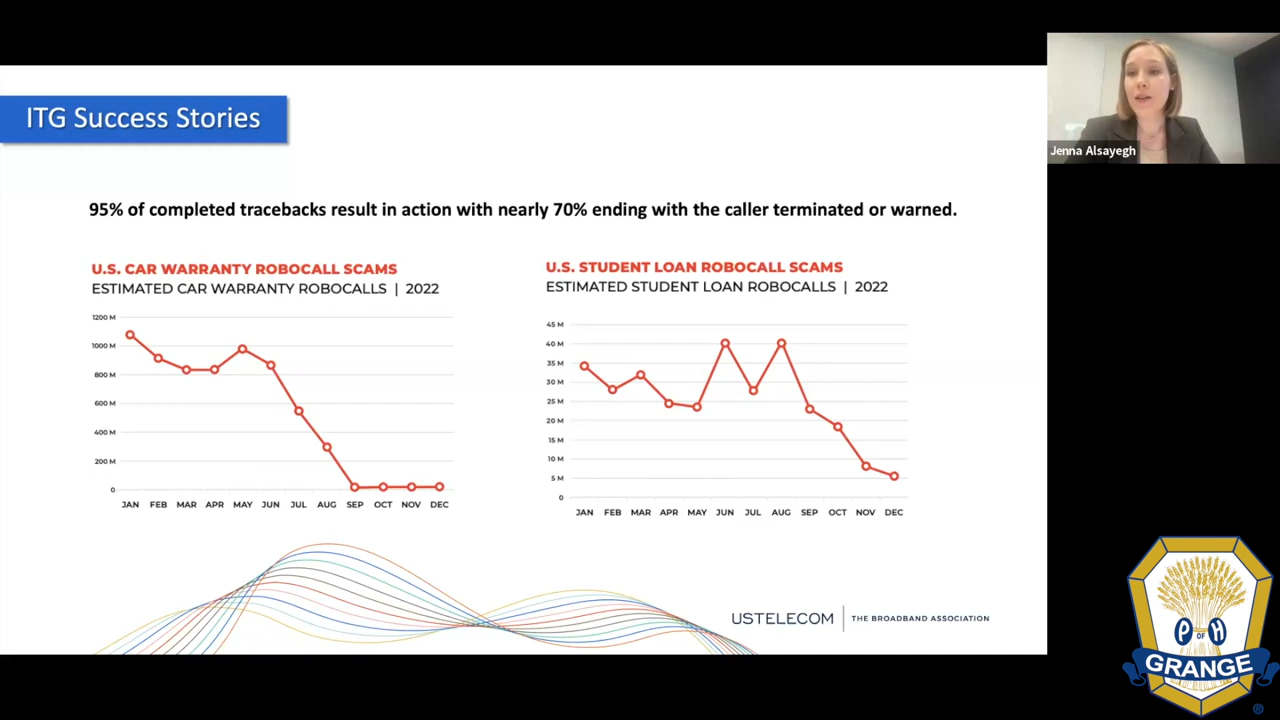 ITG Success Stories
Jenna Alsayegh
95% of completed tracebacks result in action with nearly 70% ending with the caller terminated or warned.
U.S. CAR WARRANTY ROBOCALL SCAMS
ESTIMATED CAR WARRANTY ROBOCALLS | 2022
1200 M
1000 M
800 M
600 M
400 M
200 M
0
JAN FEB MAR APR MAY JUN JUL AUG SEP OCT NOV DEC
U.S. STUDENT LOAN ROBOCALL SCAMS
ESTIMATED STUDENT LOAN ROBOCALLS | 2022
45 M
40 M
35 M
30 M
25 M
20 M
15 M
10 M
5 M
0
JAN FEB MAR APR MAY JUN JUL AUG SEP OCT NOV DEC
USTELECOM | THE BROADBAND ASSOCIATION
P OF H
GRANGE
®